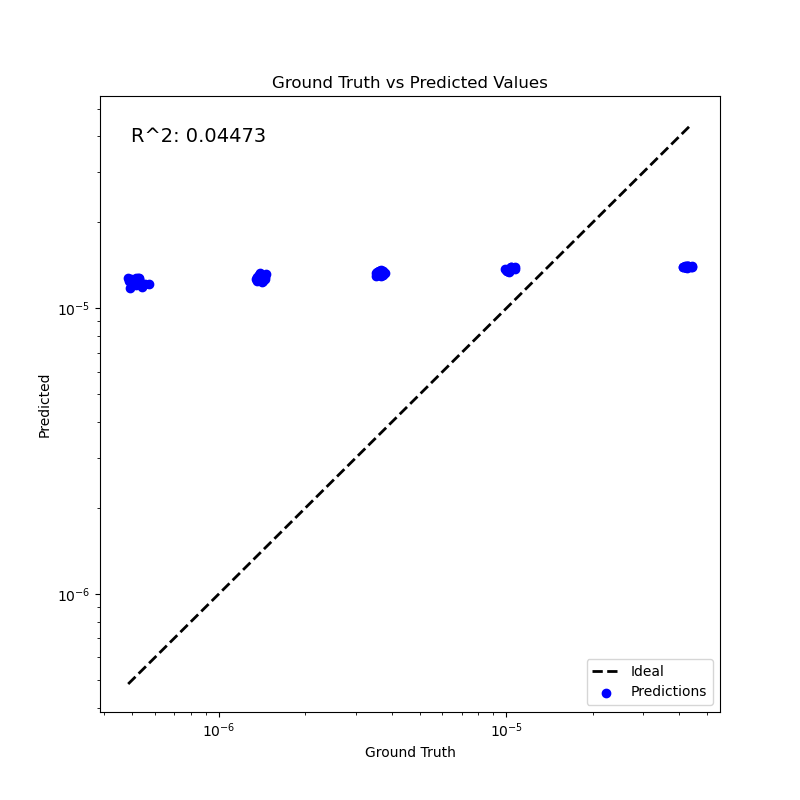 Ground Truth vs Predicted Values
R^2: 0.04473
Predicted
10⁻⁵
10⁻⁶
Ideal
Predictions
10⁻⁶ 10⁻⁵
Ground Truth